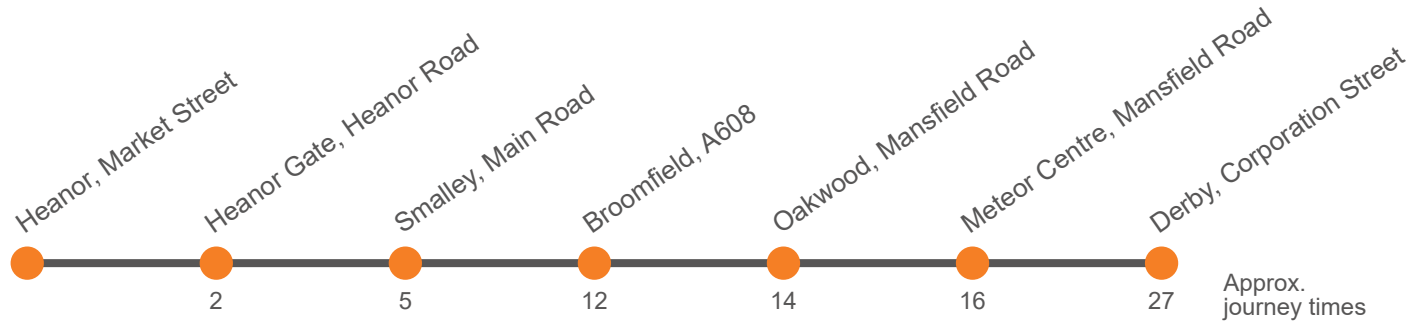 Heanor, Market Street
Heanor Gate, Heanor Road
Smalley, Main Road
Broomfield, A608
Oakwood, Mansfield Road
Meteor Centre, Mansfield Road
Derby, Corporation Street
2
5
12
14
16
27
Approx.
journey times